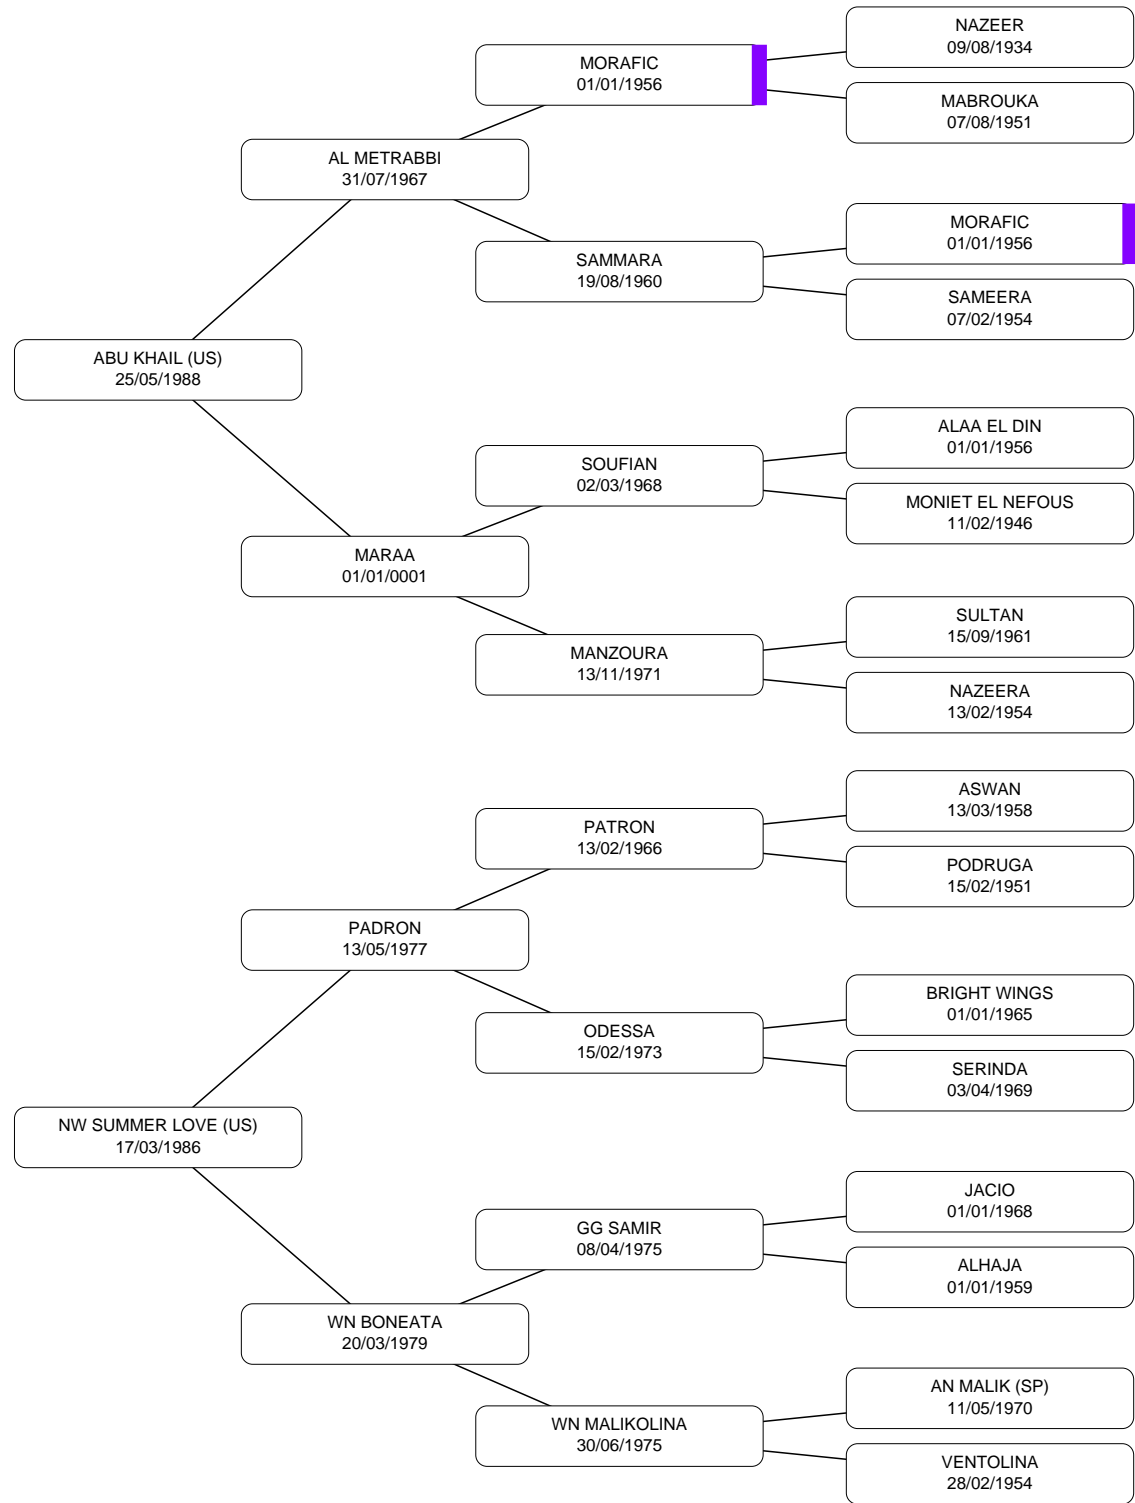 NAZEER
09/08/1934
MORAFIC
01/01/1956
MABROUKA
07/08/1951
AL METRABBI
31/07/1967
MORAFIC
01/01/1956
SAMMARA
19/08/1960
SAMEERA
07/02/1954
ABU KHAIL (US)
25/05/1988
ALAA EL DIN
01/01/1956
SOUFIAN
02/03/1968
MONIET EL NEFOUS
11/02/1946
MARAA
01/01/0001
SULTAN
15/09/1961
MANZOURA
13/11/1971
NAZEERA
13/02/1954
ASWAN
13/03/1958
PATRON
13/02/1966
PODRUGA
15/02/1951
PADRON
13/05/1977
BRIGHT WINGS
01/01/1965
ODESSA
15/02/1973
SERINDA
03/04/1969
NW SUMMER LOVE (US)
17/03/1986
JACIO
01/01/1968
GG SAMIR
08/04/1975
ALHAJA
01/01/1959
WN BONEATA
20/03/1979
AN MALIK (SP)
11/05/1970
WN MALIKOLINA
30/06/1975
VENTOLINA
28/02/1954